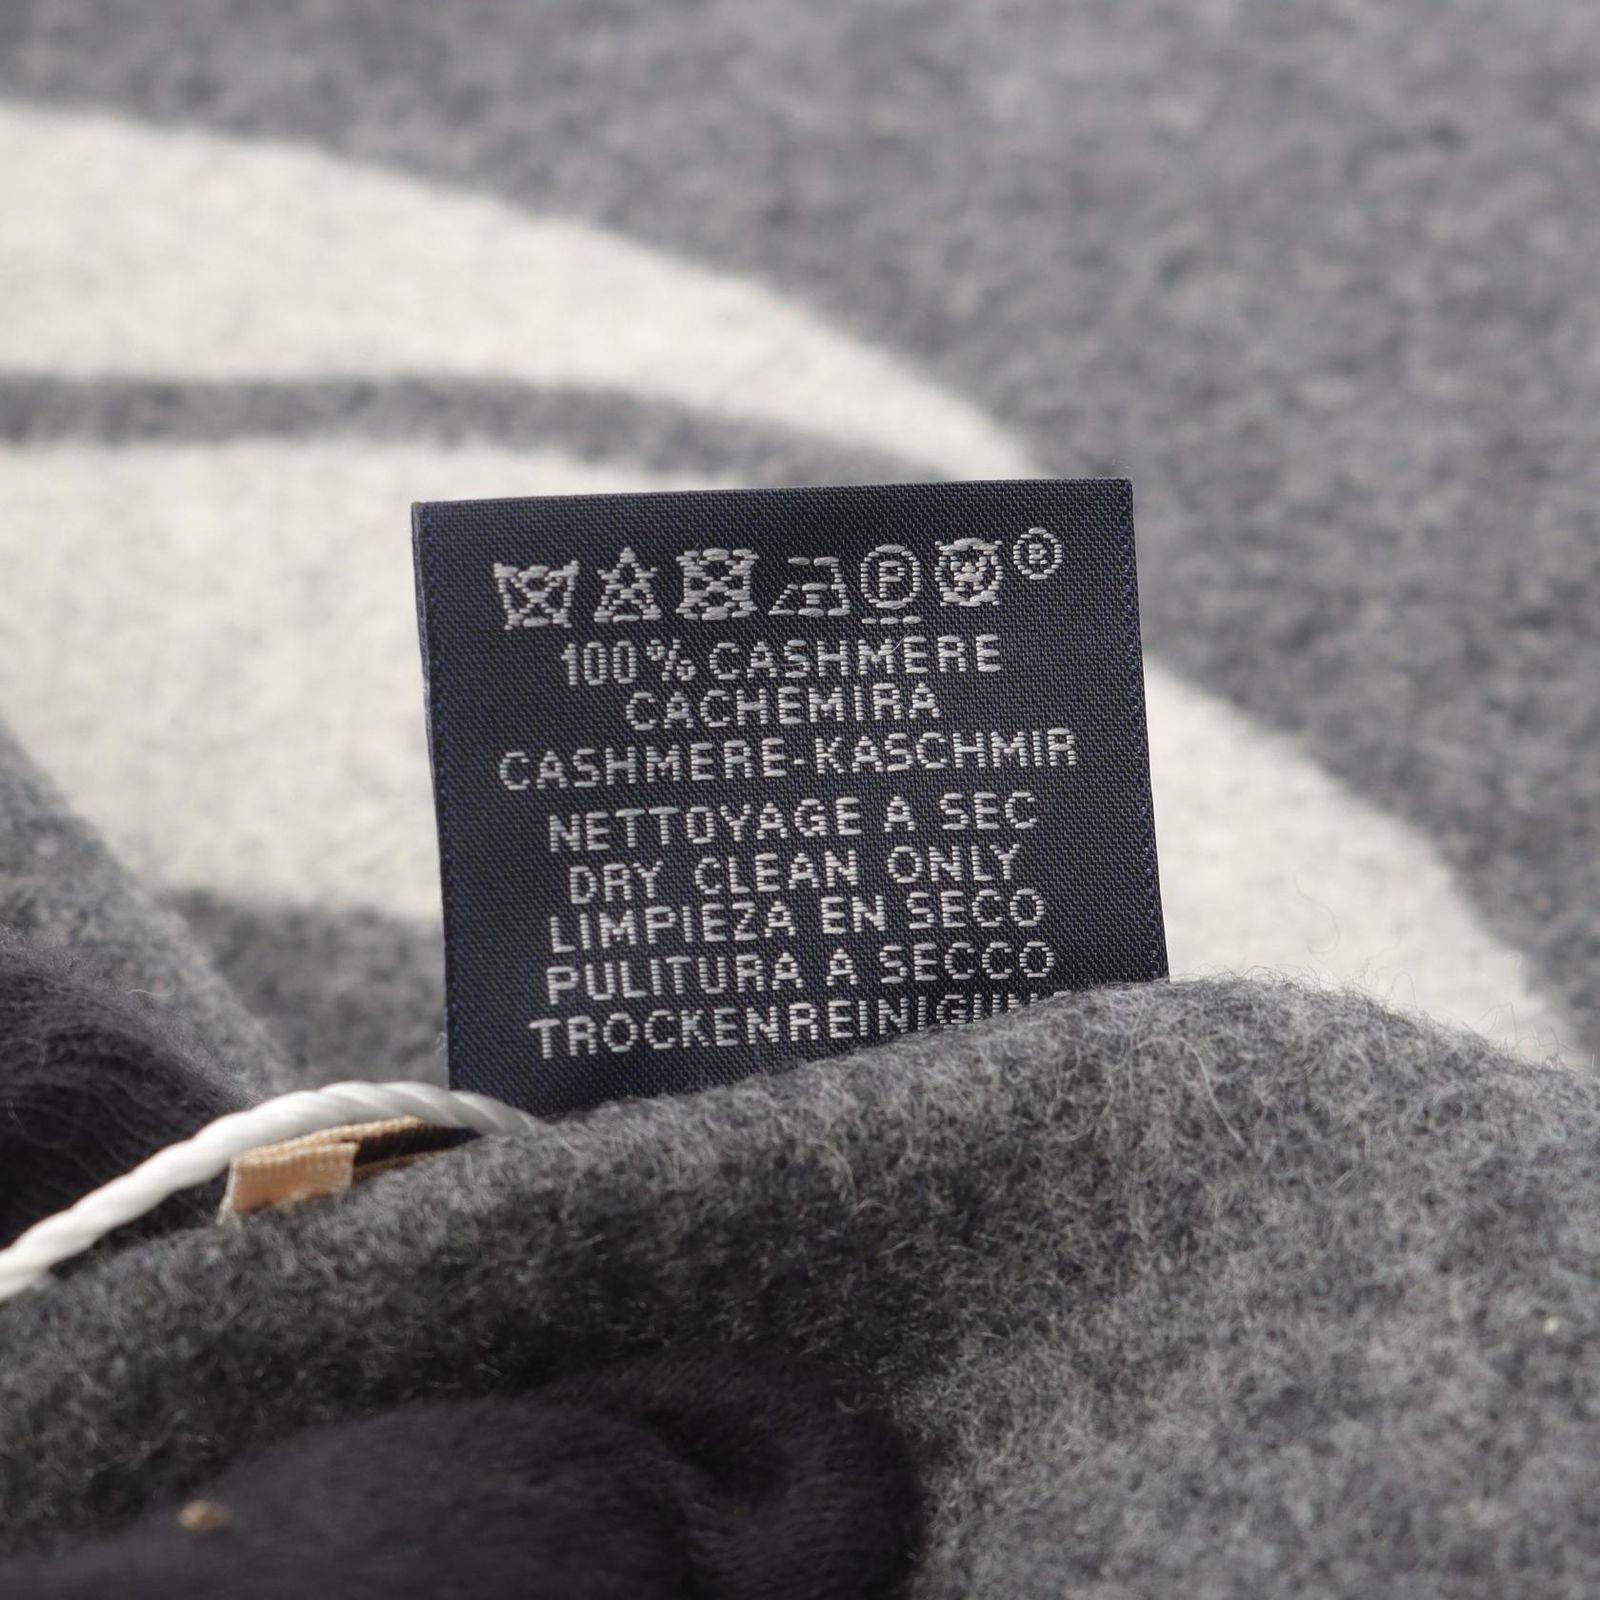 P ®
100% CASHMERE
CACHEMIRA
CASHMERE-KASCHMIR
NETTOYAGE A SEC
DRY CLEAN ONLY
LIMPIEZA EN SECO
PULITURA A SECCO